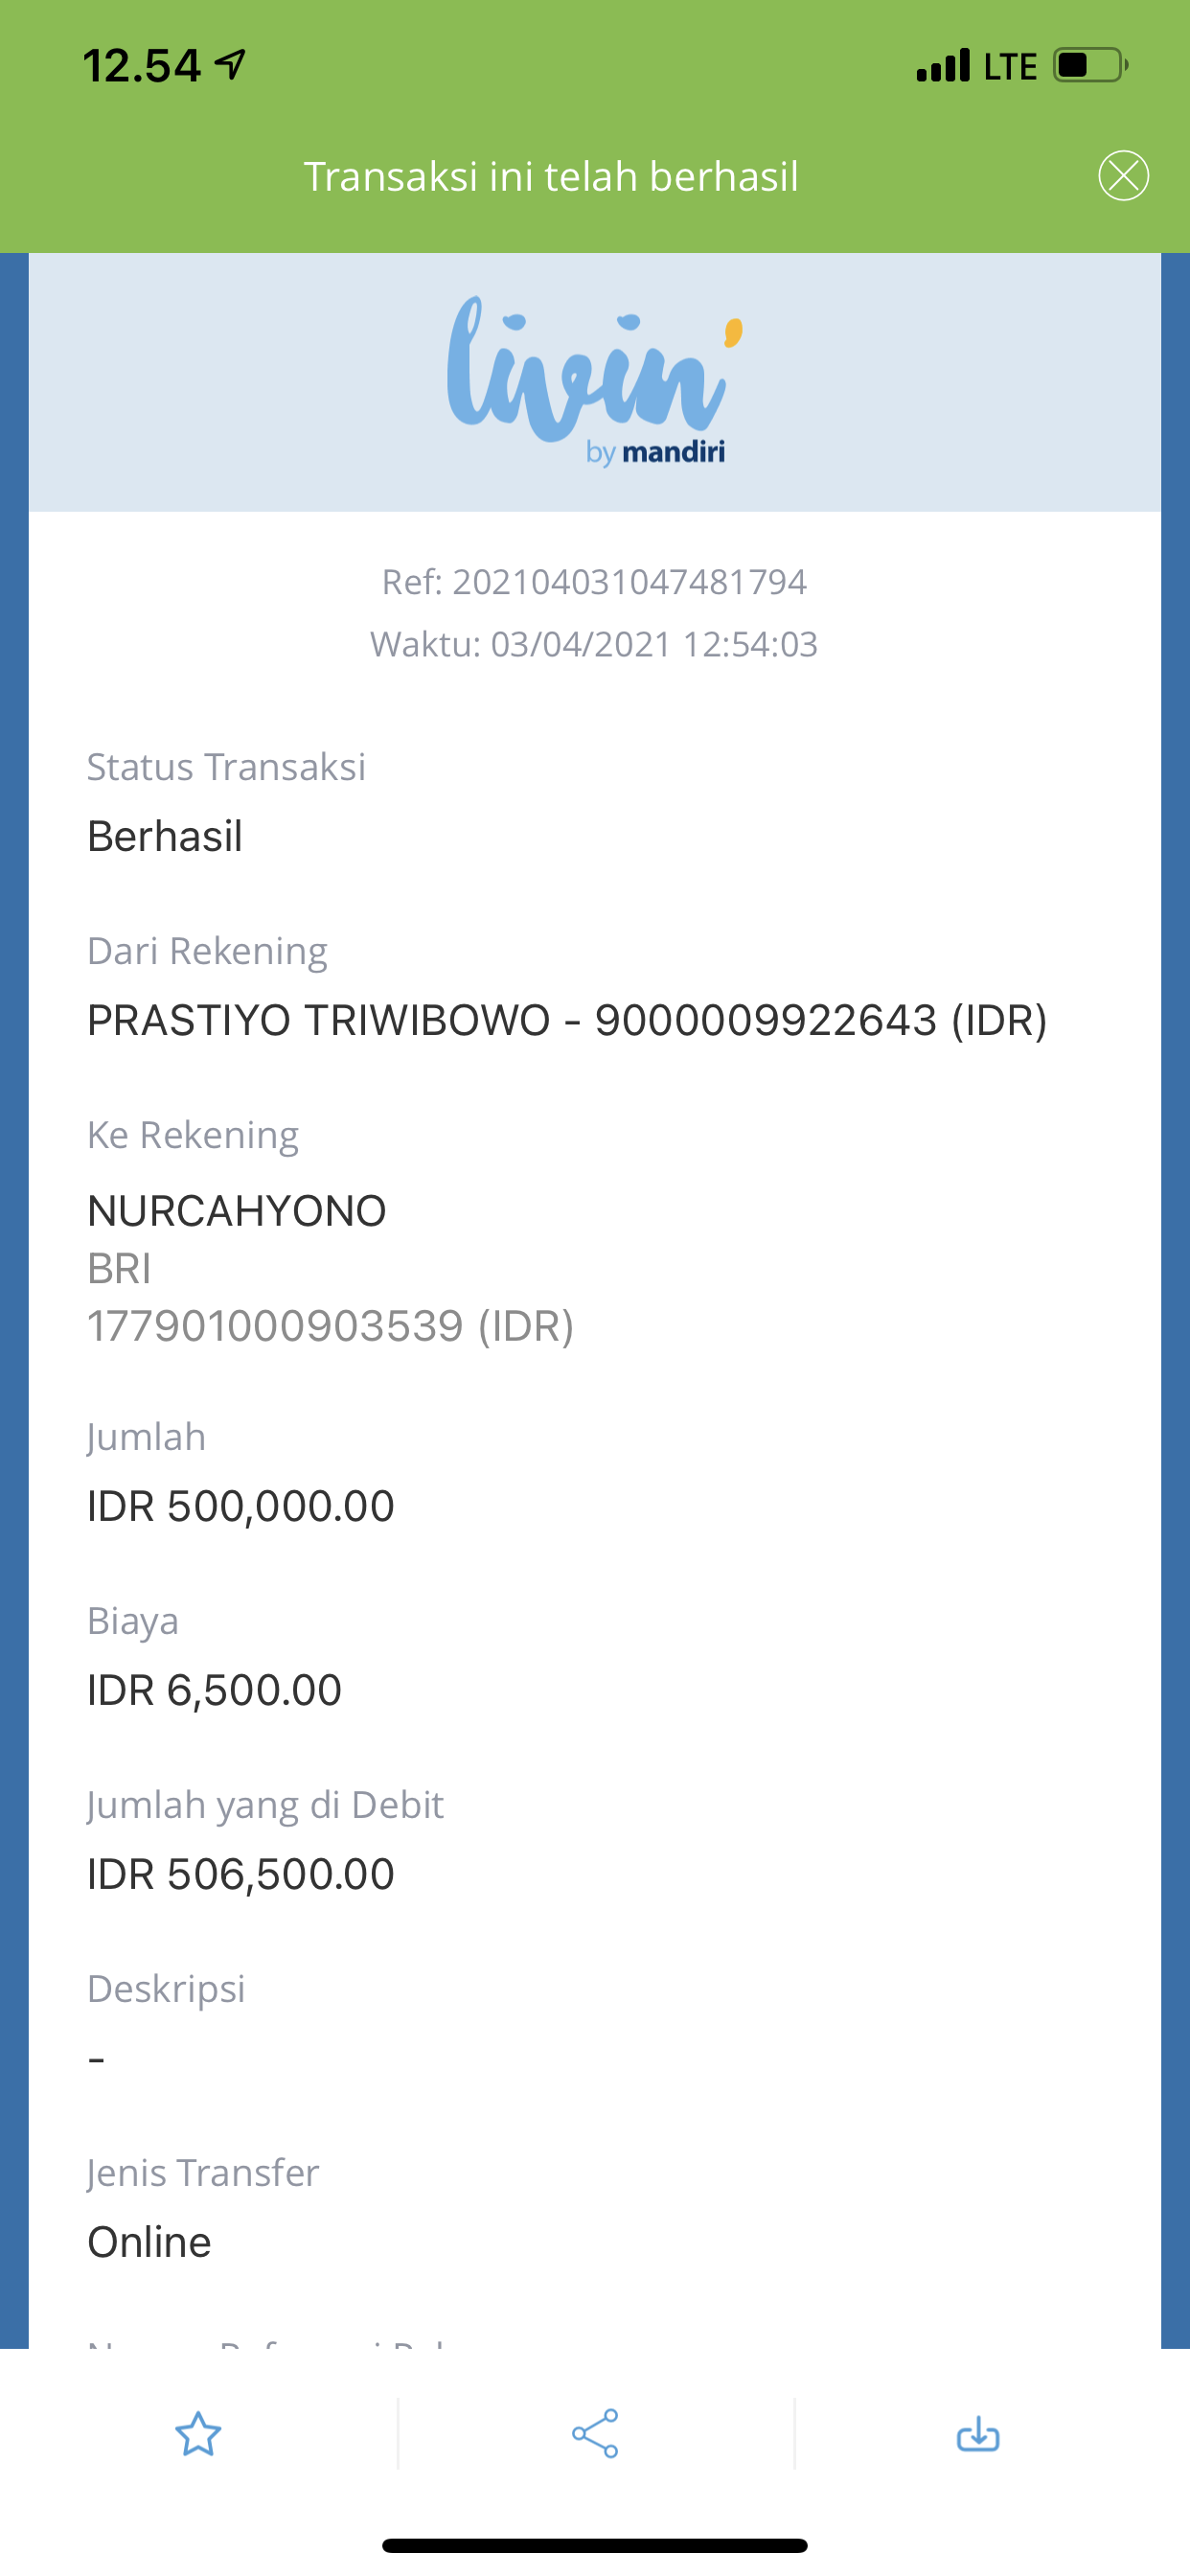 12.54
LTE
Transaksi ini telah berhasil
livin'
by mandiri
Ref: 202104031047481794
Waktu: 03/04/2021 12:54:03
Status Transaksi
Berhasil
Dari Rekening
PRASTIYO TRIWIBOWO - 9000009922643 (IDR)
Ke Rekening
NURCAHYONO
BRI
177901000903539 (IDR)
Jumlah
IDR 500,000.00
Biaya
IDR 6,500.00
Jumlah yang di Debit
IDR 506,500.00
Deskripsi
-
Jenis Transfer
Online